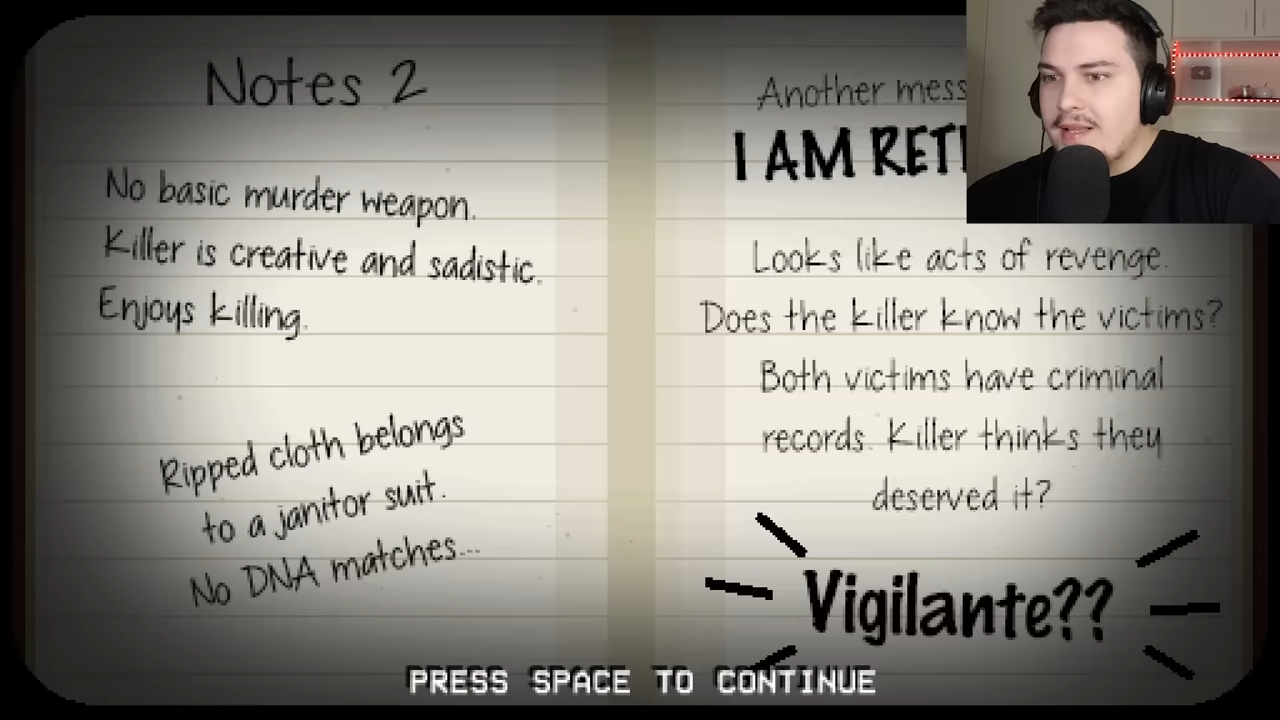 Notes 2
No basic murder weapon.
Killer is creative and sadistic.
Enjoys killing.
Ripped cloth belongs
to a janitor suit.
No DNA matches...
Another
I AM
Looks like acts of revenge.
Does the killer know the victims?
Both victims have criminal
records. Killer thinks they
deserved it?
Vigilante??
PRESS SPACE TO CONTINUE